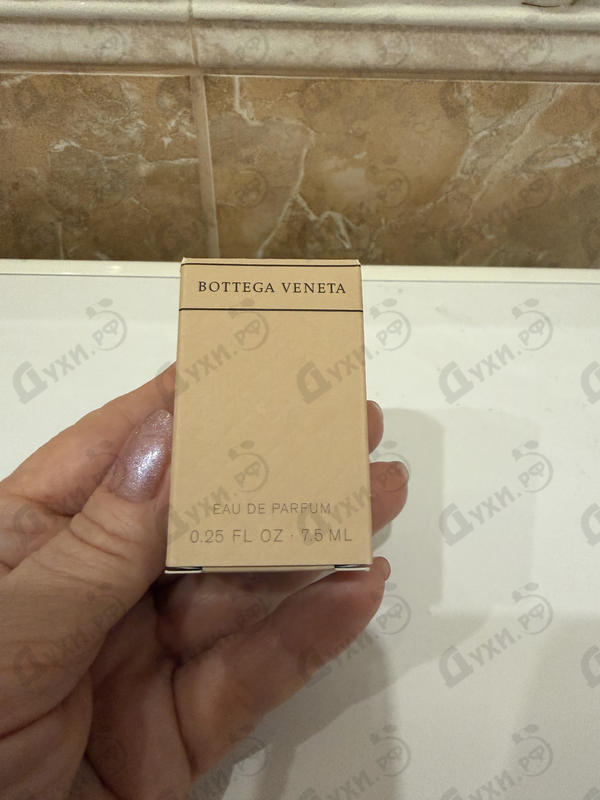 BOTTEGA VENETA
EAU DE PARFUM
0.25 FL OZ · 7.5 ML
Духи.рф